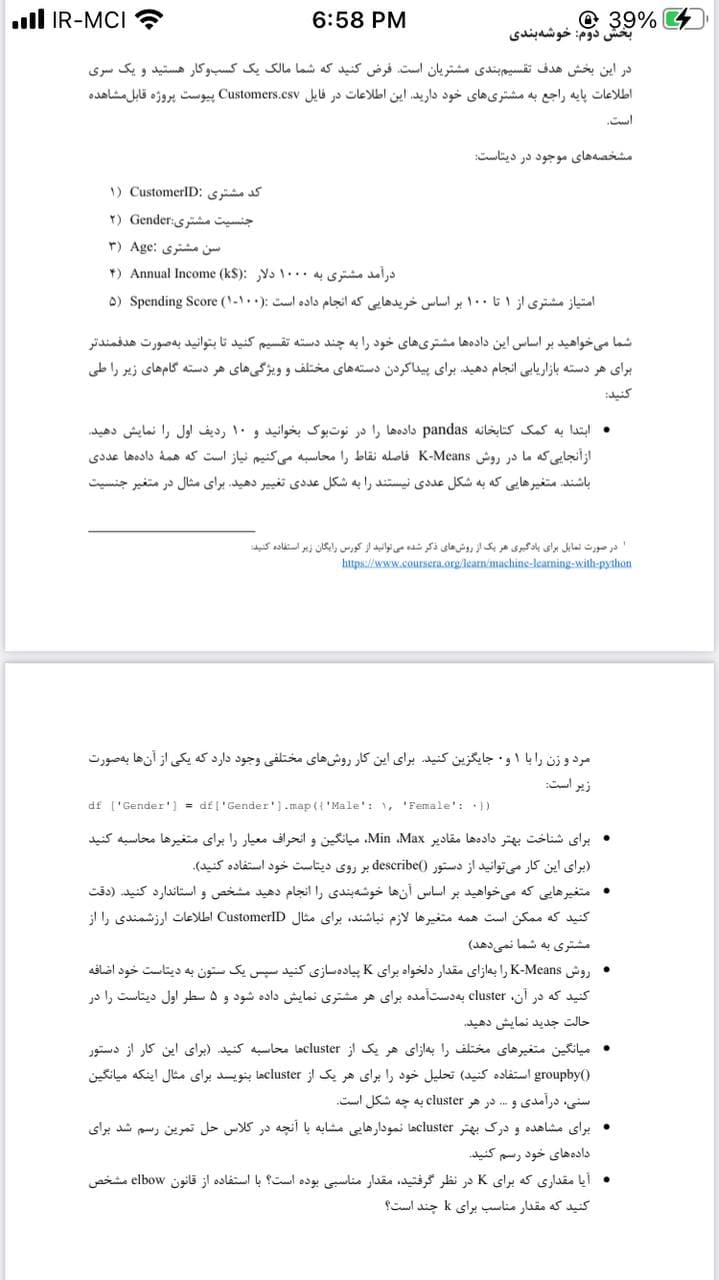 IR-MCI 6:58 PM 39%
بخش دوم: خوشه‌بندی
در این بخش هدف تقسیم‌بندی مشتریان است. فرض کنید که شما مالک یک کسب‌وکار هستید و یک سری
اطلاعات پایه راجع به مشتری‌های خود دارید. این اطلاعات در فایل Customers.csv پیوست پروژه قابل‌مشاهده
است.
مشخصه‌های موجود در دیتاست:
۱) CustomerID: کد مشتری
۲) Gender:جنسیت مشتری
۳) Age: سن مشتری
۴) Annual Income (k$): درآمد مشتری به ۱۰۰۰ دلار
۵) Spending Score (۱-۱۰۰): امتیاز مشتری از ۱ تا ۱۰۰ بر اساس خریدهایی که انجام داده است
شما می‌خواهید بر اساس این داده‌ها مشتری‌های خود را به چند دسته تقسیم کنید تا بتوانید به‌صورت هدفمندتر
برای هر دسته بازاریابی انجام دهید. برای پیداکردن دسته‌های مختلف و ویژگی‌های هر دسته گام‌های زیر را طی
کنید:
• ابتدا به کمک کتابخانه pandas داده‌ها را در نوت‌بوک بخوانید و ۱۰ ردیف اول را نمایش دهید.
ازآنجایی‌که ما در روش K-Means فاصله نقاط را محاسبه می‌کنیم نیاز است که همهٔ داده‌ها عددی
باشند. متغیرهایی که به شکل عددی نیستند را به شکل عددی تغییر دهید. برای مثال در متغیر جنسیت
۱ در صورت تمایل برای یادگیری هر یک از روش‌های ذکر شده می‌توانید از کورس رایگان زیر استفاده کنید:
https://www.coursera.org/learn/machine-learning-with-python
مرد و زن را با ۱ و ۰ جایگزین کنید. برای این کار روش‌های مختلفی وجود دارد که یکی از آن‌ها به‌صورت
زیر است:
df ['Gender'] = df['Gender'].map({'Male': ۱, 'Female': ۰})
• برای شناخت بهتر داده‌ها مقادیر Min ،Max، میانگین و انحراف معیار را برای متغیرها محاسبه کنید
(برای این کار می‌توانید از دستور describe() بر روی دیتاست خود استفاده کنید).
• متغیرهایی که می‌خواهید بر اساس آن‌ها خوشه‌بندی را انجام دهید مشخص و استاندارد کنید. (دقت
کنید که ممکن است همه متغیرها لازم نباشند، برای مثال CustomerID اطلاعات ارزشمندی را از
مشتری به شما نمی‌دهد)
• روش K-Means را به‌ازای مقدار دلخواه برای K پیاده‌سازی کنید سپس یک ستون به دیتاست خود اضافه
کنید که در آن، cluster به‌دست‌آمده برای هر مشتری نمایش داده شود و ۵ سطر اول دیتاست را در
حالت جدید نمایش دهید.
• میانگین متغیرهای مختلف را به‌ازای هر یک از clusterها محاسبه کنید. (برای این کار از دستور
groupby() استفاده کنید) تحلیل خود را برای هر یک از clusterها بنویسد برای مثال اینکه میانگین
سنی، درآمدی و ... در هر cluster به چه شکل است.
• برای مشاهده و درک بهتر clusterها نمودارهایی مشابه با آنچه در کلاس حل تمرین رسم شد برای
داده‌های خود رسم کنید.
• آیا مقداری که برای K در نظر گرفتید، مقدار مناسبی بوده است؟ با استفاده از قانون elbow مشخص
کنید که مقدار مناسب برای k چند است؟